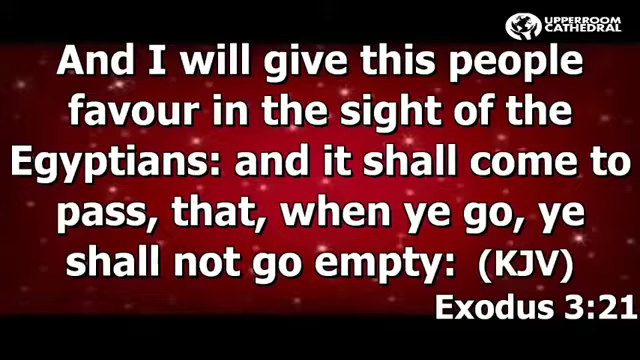 UPPERROOM
CATHEDRAL
And I will give this people
favour in the sight of the
Egyptians: and it shall come to
pass, that, when ye go, ye
shall not go empty: (KJV)
Exodus 3:21